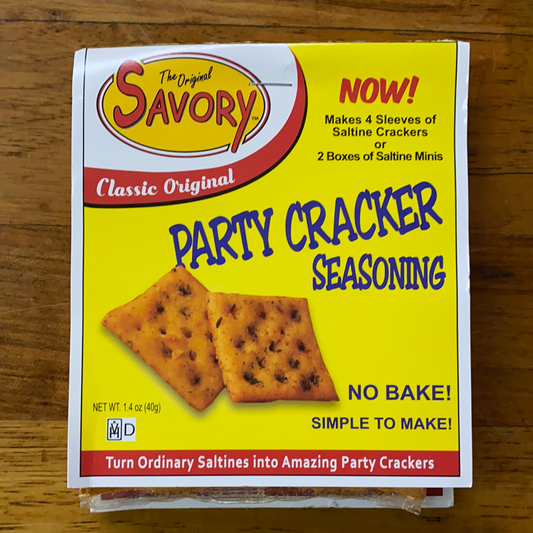 The Original
SAVORY™
Classic Original
NOW!
Makes 4 Sleeves of
Saltine Crackers
or
2 Boxes of Saltine Minis
PARTY CRACKER
SEASONING
NO BAKE!
SIMPLE TO MAKE!
NET WT. 1.4 oz (40g)
D
Turn Ordinary Saltines into Amazing Party Crackers